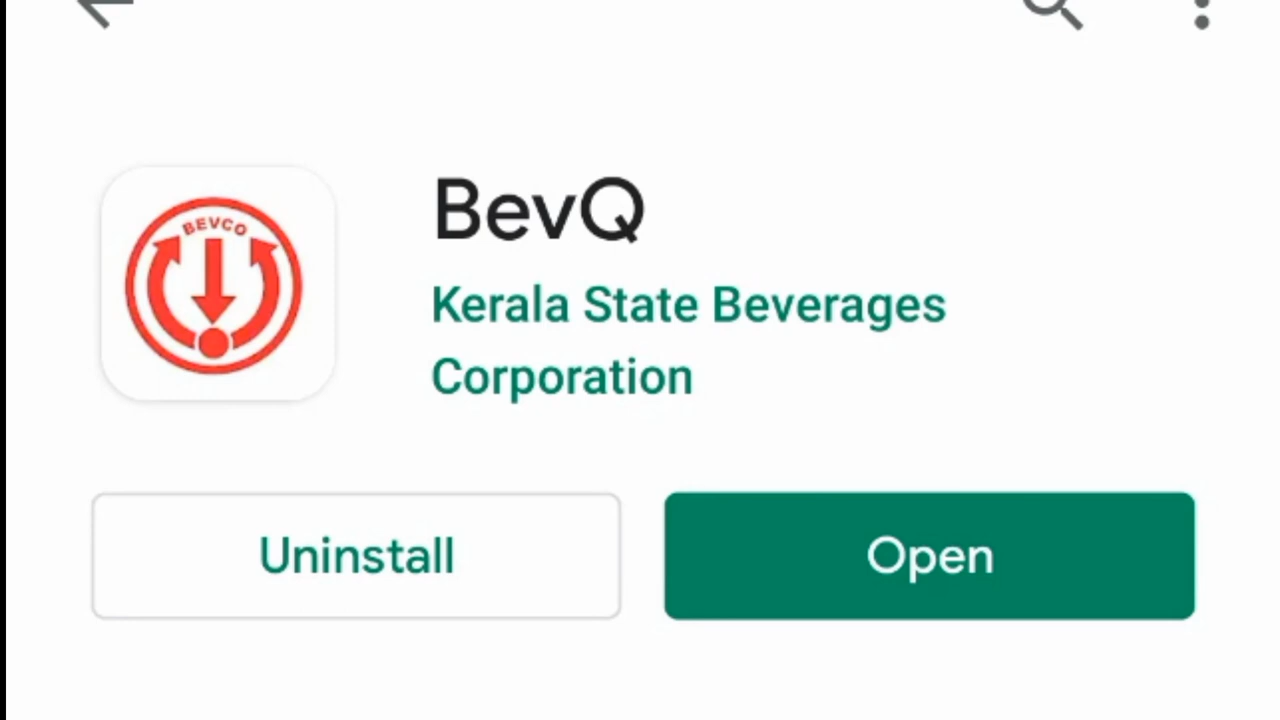 BEVCO
BevQ
Kerala State Beverages
Corporation
Uninstall
Open